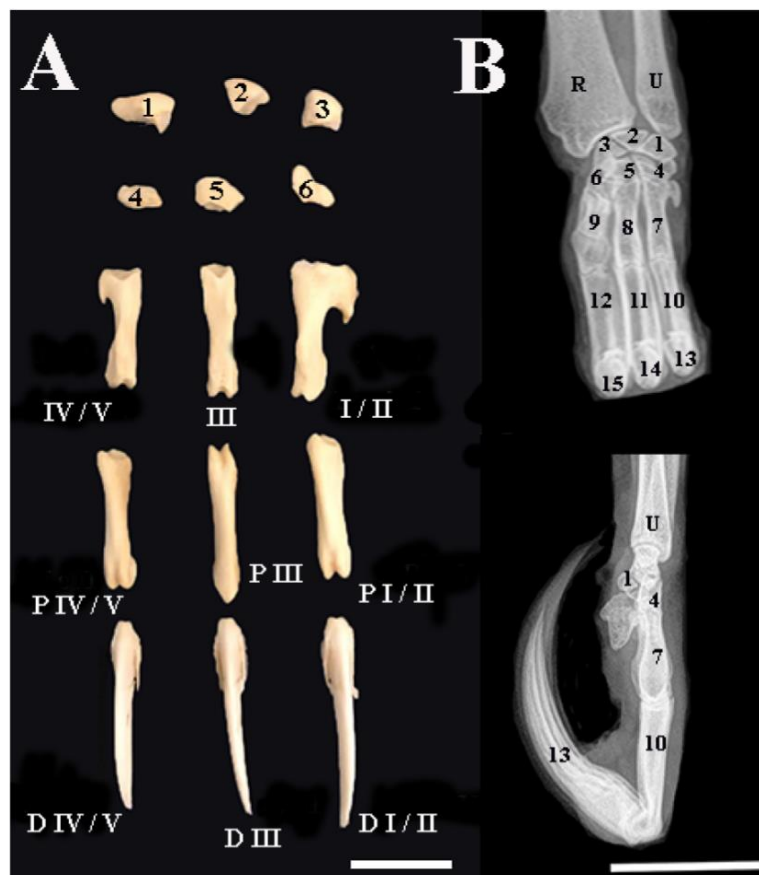 A
1 2 3
4 5 6
IV / V III I / II
P IV / V P III P I / II
D IV / V D III D I / II
B
R U
3 2 1
6 5 4
9 8 7
12 11 10
15 14 13
U
1
4
7
10
13